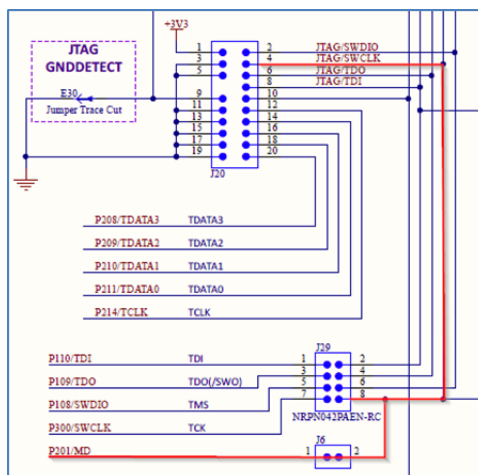 +3V3
JTAG
GNDDETECT
E30
Jumper Trace Cut
1 2 JTAG/SWDIO
3 4 JTAG/SWCLK
5 6 JTAG/TDO
8 JTAG/TDI
9 10
11 12
13 14
15 16
17 18
19 20
J20
P208/TDATA3 TDATA3
P209/TDATA2 TDATA2
P210/TDATA1 TDATA1
P211/TDATA0 TDATA0
P214/TCLK TCLK
J29
P110/TDI TDI 1 2
P109/TDO TDO(/SWO) 3 4
P108/SWDIO TMS 5 6
P300/SWCLK TCK 7 8
NRPN042PAEN-RC
J6
P201/MD 1 2